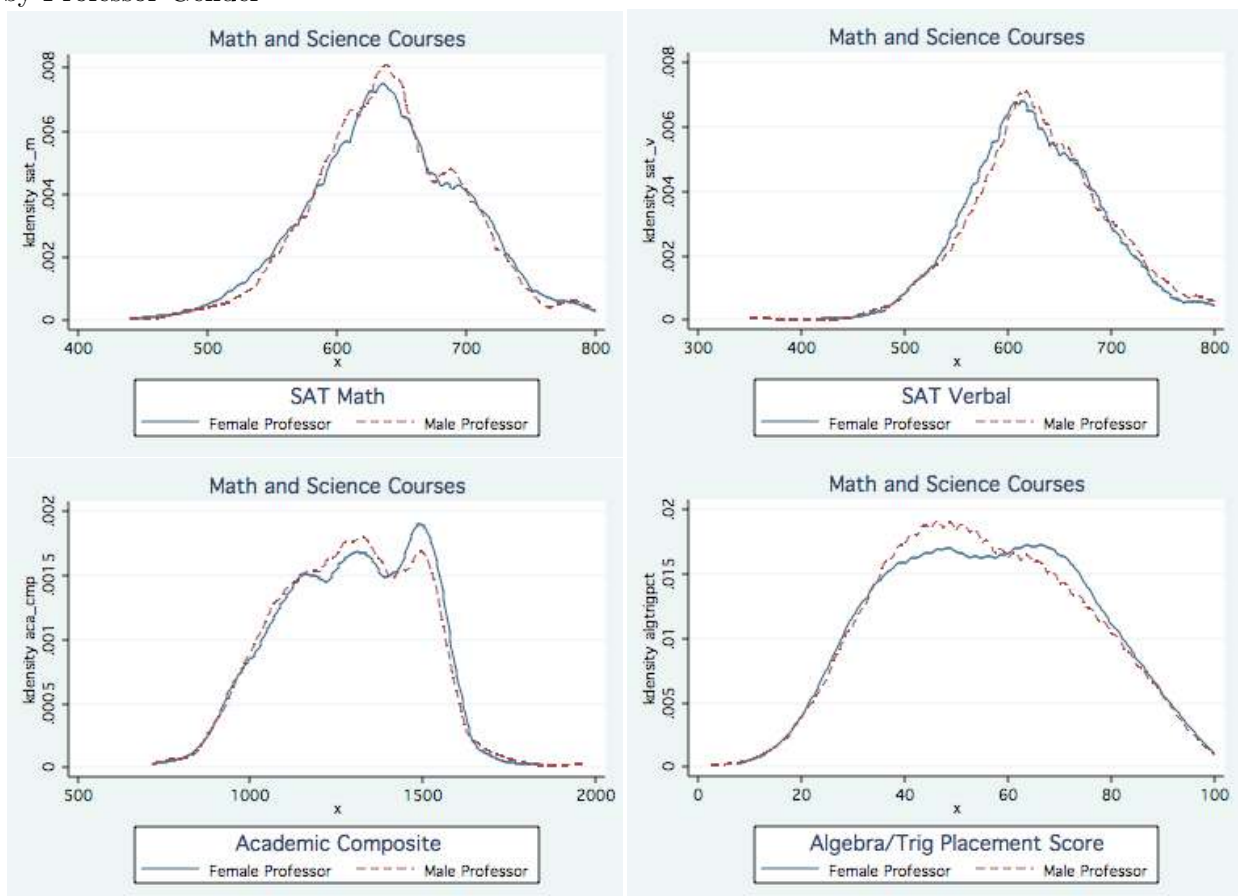 by Professor Gender
Math and Science Courses
kdensity sat_m
0 .002 .004 .006 .008
400 500 600 700 800
x
SAT Math
Female Professor Male Professor
Math and Science Courses
kdensity sat_v
0 .002 .004 .006 .008
300 400 500 600 700 800
x
SAT Verbal
Female Professor Male Professor
Math and Science Courses
kdensity aca_cmp
0 .0005 .001 .0015 .002
500 1000 1500 2000
x
Academic Composite
Female Professor Male Professor
Math and Science Courses
kdensity algtrigpct
0 .005 .01 .015 .02
0 20 40 60 80 100
x
Algebra/Trig Placement Score
Female Professor Male Professor